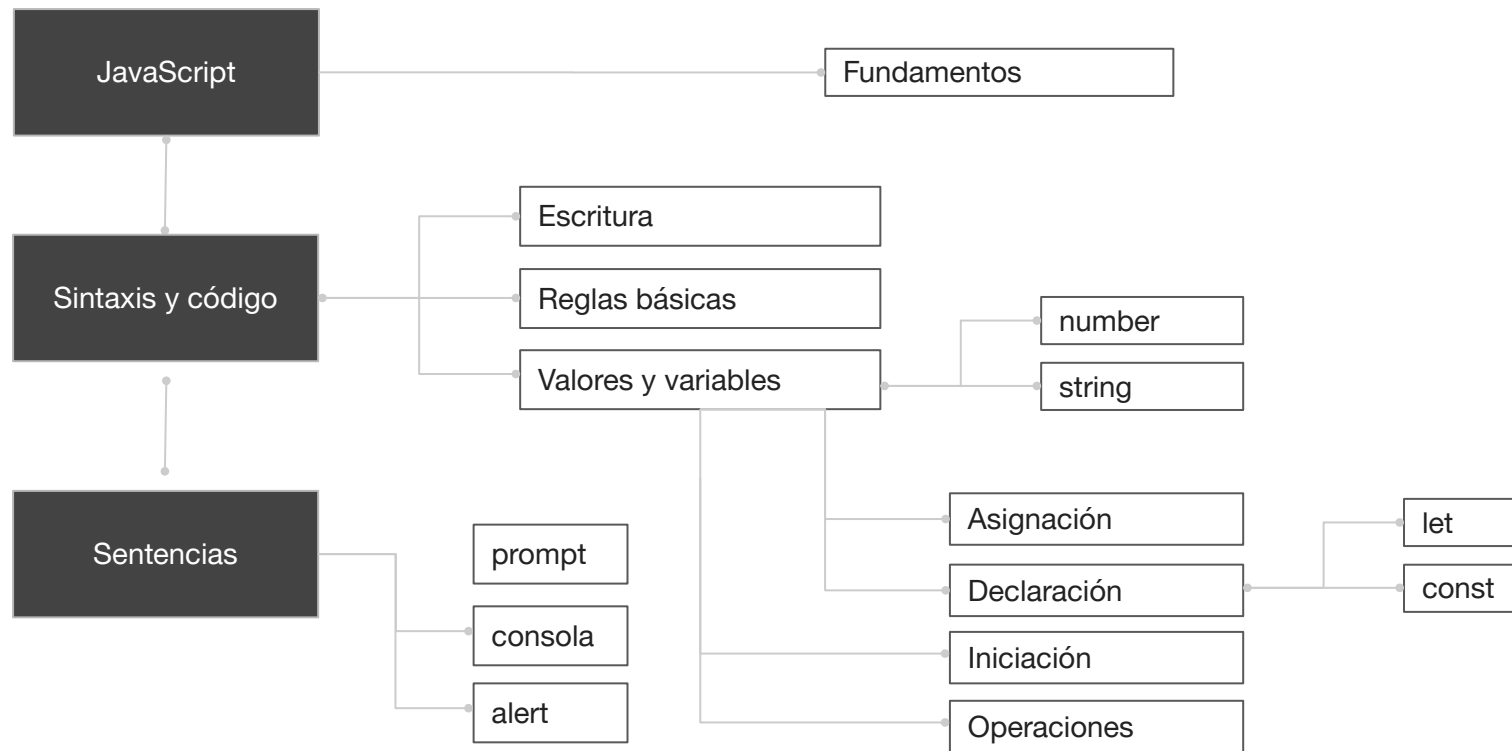 JavaScript
Fundamentos
Sintaxis y código
Escritura
Reglas básicas
Valores y variables
number
string
Sentencias
prompt
consola
alert
Asignación
Declaración
Iniciación
Operaciones
let
const